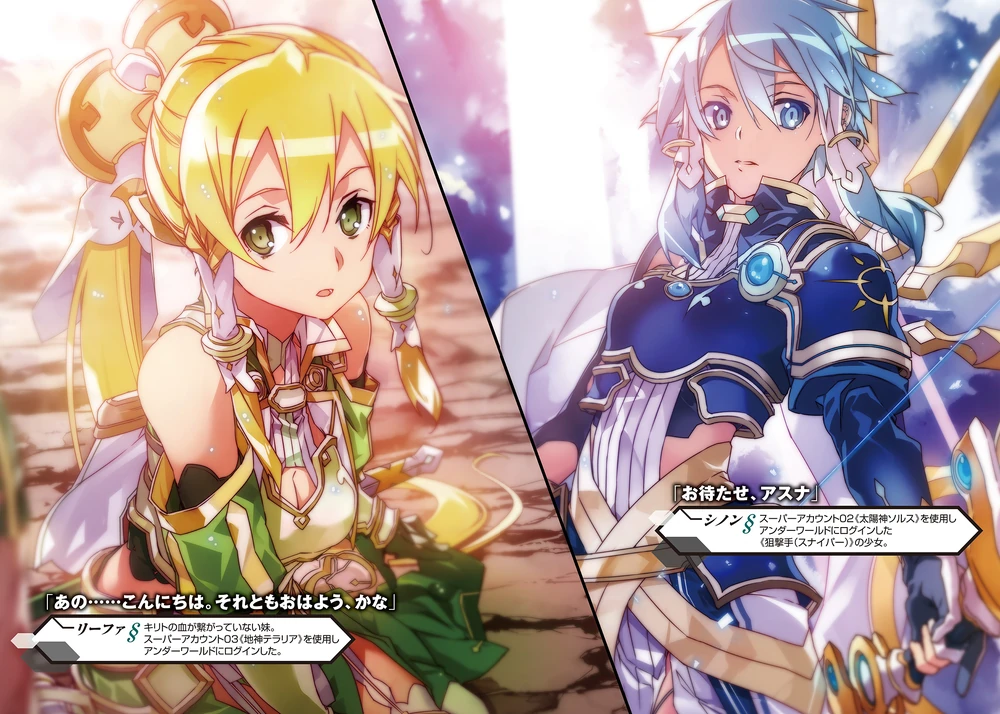 「あの……こんにちは。それともおはよう、かな」
リーファ§
キリトの血が繋がっていない妹。
スーパーアカウント03《地神テラリア》を使用し
アンダーワールドにログインした。
「お待たせ、アスナ」
シノン§
スーパーアカウント02《太陽神ソルス》を使用し
アンダーワールドにログインした
《狙撃手(スナイパー)》の少女。